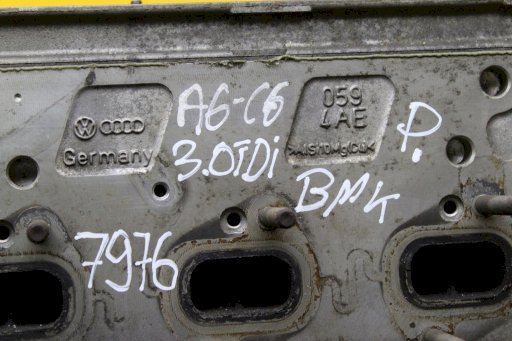 A6-C6
3.0TDi
059
4AE
P.
Germany
BMK
7976